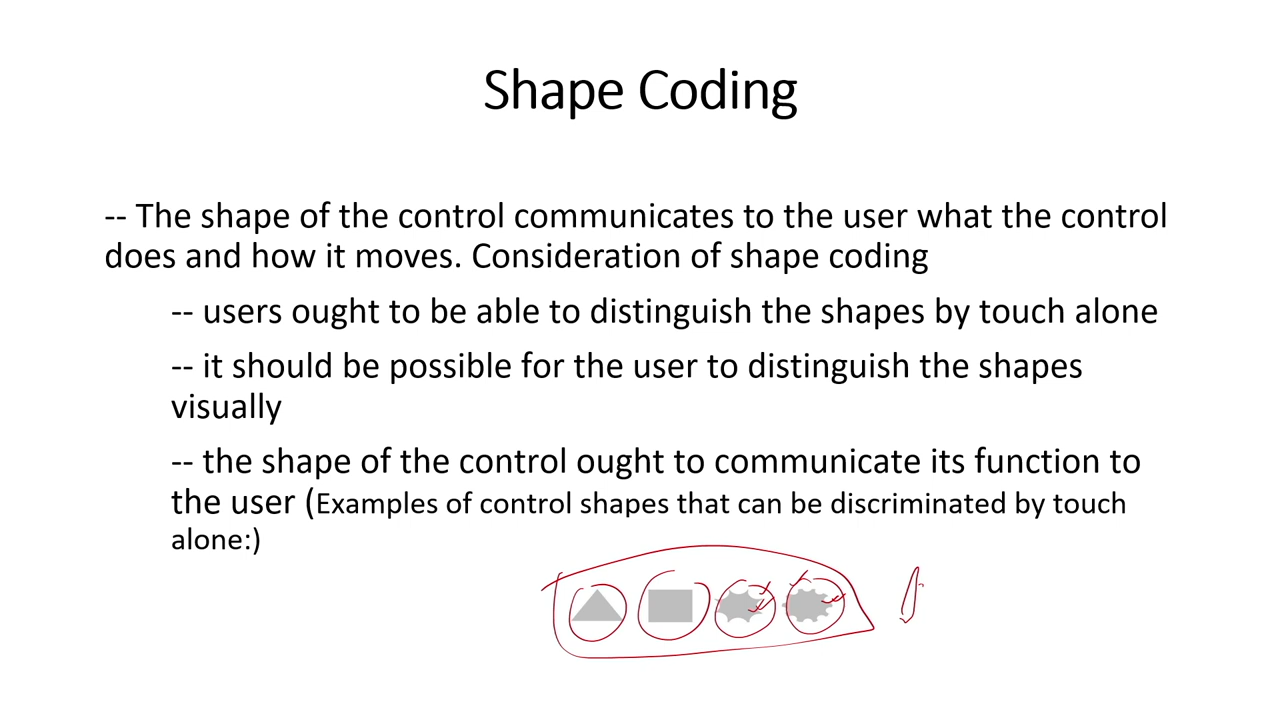 Shape Coding
-- The shape of the control communicates to the user what the control
does and how it moves. Consideration of shape coding
-- users ought to be able to distinguish the shapes by touch alone
-- it should be possible for the user to distinguish the shapes
visually
-- the shape of the control ought to communicate its function to
the user (Examples of control shapes that can be discriminated by touch
alone:)